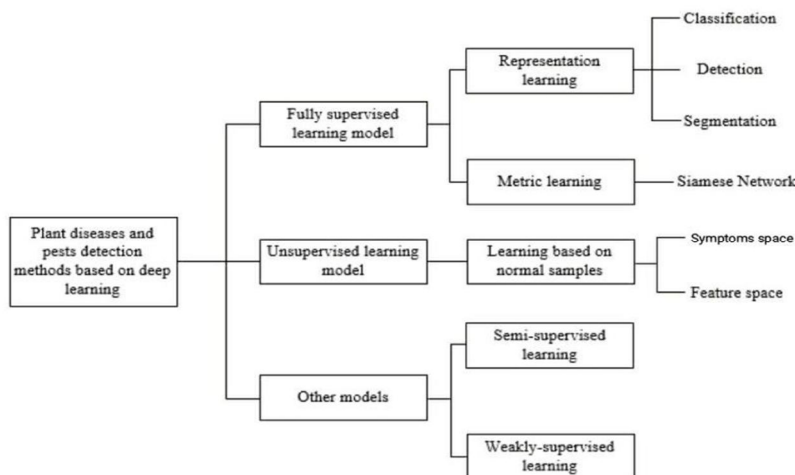 Classification
Representation
learning
Detection
Fully supervised
learning model
Segmentation
Metric learning
Siamese Network
Plant diseases and
pests detection
methods based on deep
learning
Unsupervised learning
model
Learning based on
normal samples
Symptoms space
Feature space
Semi-supervised
learning
Other models
Weakly-supervised
learning